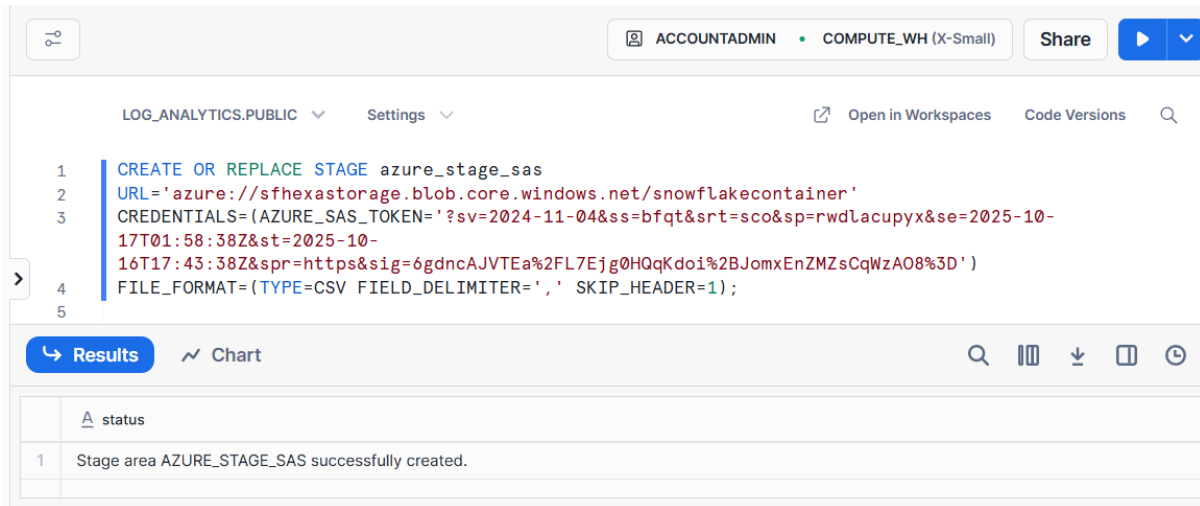 ACCOUNTADMIN • COMPUTE_WH (X-Small) Share
LOG_ANALYTICS.PUBLIC Settings Open in Workspaces Code Versions
1 CREATE OR REPLACE STAGE azure_stage_sas
2 URL='azure://sfhexastorage.blob.core.windows.net/snowflakecontainer'
3 CREDENTIALS=(AZURE_SAS_TOKEN='?sv=2024-11-04&ss=bfqt&srt=sco&sp=rwdlacupyx&se=2025-10-
17T01:58:38Z&st=2025-10-
16T17:43:38Z&spr=https&sig=6gdncAJVTEa%2FL7Ejg0HQqKdoi%2BJomxEnZMZsCqWzAO8%3D')
4 FILE_FORMAT=(TYPE=CSV FIELD_DELIMITER=',' SKIP_HEADER=1);
5
Results Chart
A status
1 Stage area AZURE_STAGE_SAS successfully created.